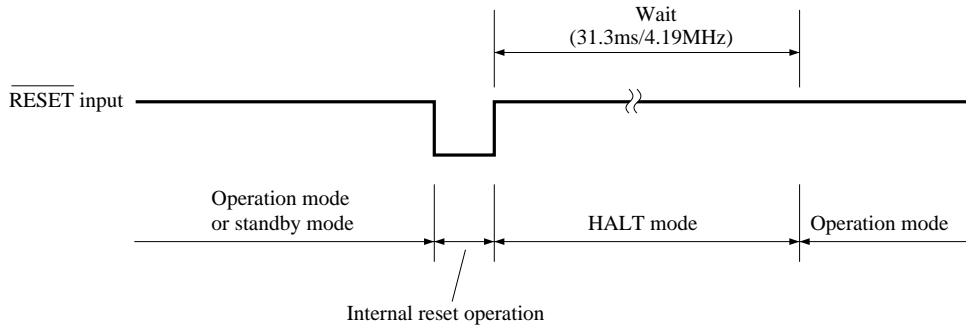 Wait
(31.3ms/4.19MHz)
RESET input
Operation mode
or standby mode
HALT mode
Operation mode
Internal reset operation